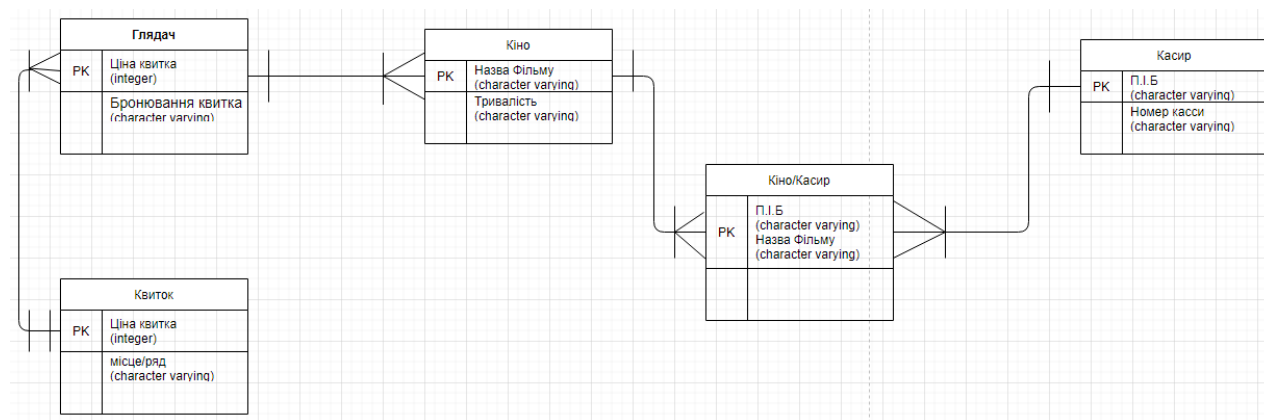 Глядач
PK
Ціна квитка
(integer)
Бронювання квитка
(character varying)
Кіно
PK
Назва Фільму
(character varying)
Тривалість
(character varying)
Касир
PK
П.І.Б
(character varying)
Номер касси
(character varying)
Кіно/Касир
PK
П.І.Б
(character varying)
Назва Фільму
(character varying)
Квиток
PK
Ціна квитка
(integer)
місце/ряд
(character varying)